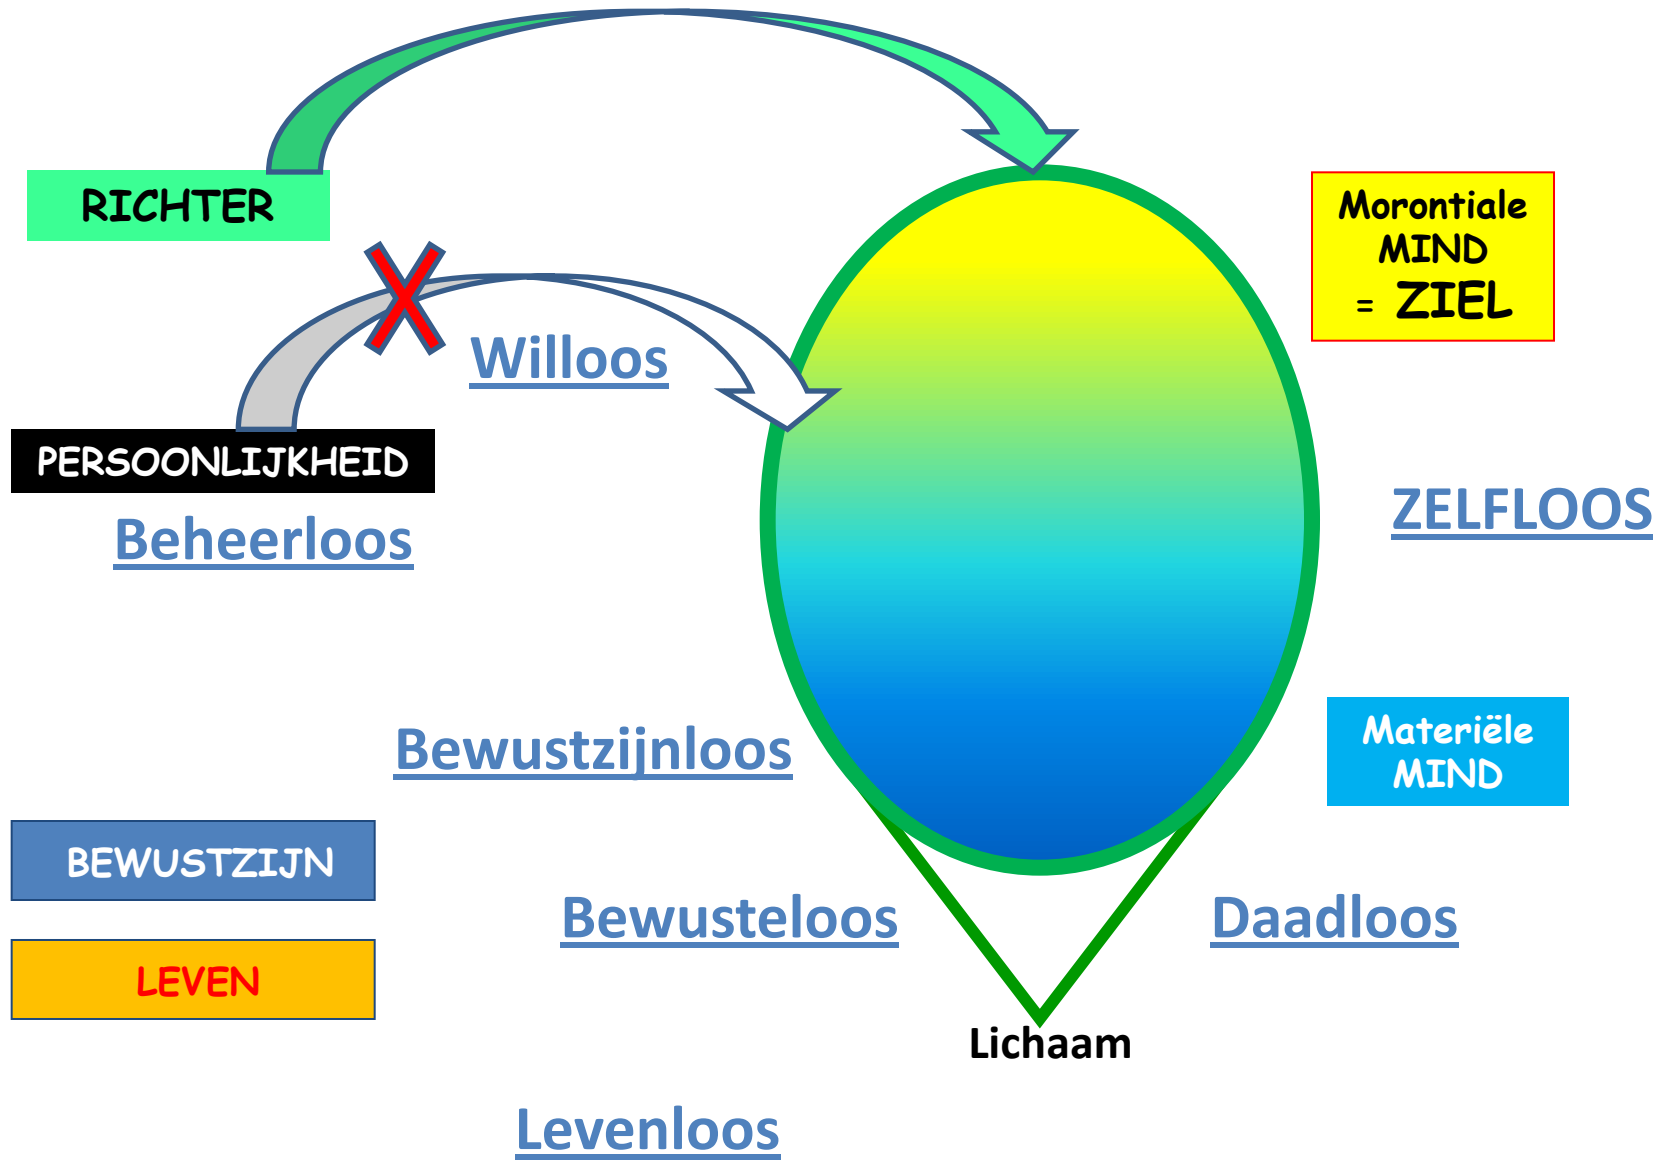 RICHTER
Morontiale
MIND
= ZIEL
Willoos
PERSOONLIJKHEID
ZELFLOOS
Beheerloos
Materiële
MIND
Bewustzijnloos
BEWUSTZIJN
Bewusteloos
Daadloos
LEVEN
Lichaam
Levenloos